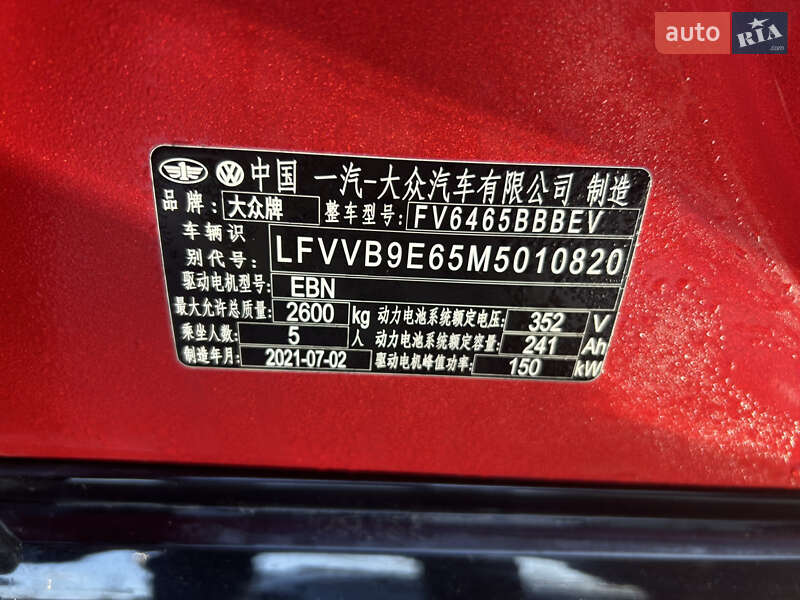 auto RIA.com
中国 一汽-大众汽车有限公司 制造
品牌: 大众牌 整车型号: FV6465BBBEV
车辆识
别代号: LFVVB9E65M5010820
驱动电机型号: EBN
最大允许总质量: 2600 kg 动力电池系统额定电压: 352 V
乘坐人数: 5 人 动力电池系统额定容量: 241 Ah
制造年月: 2021-07-02 驱动电机峰值功率: 150 kW